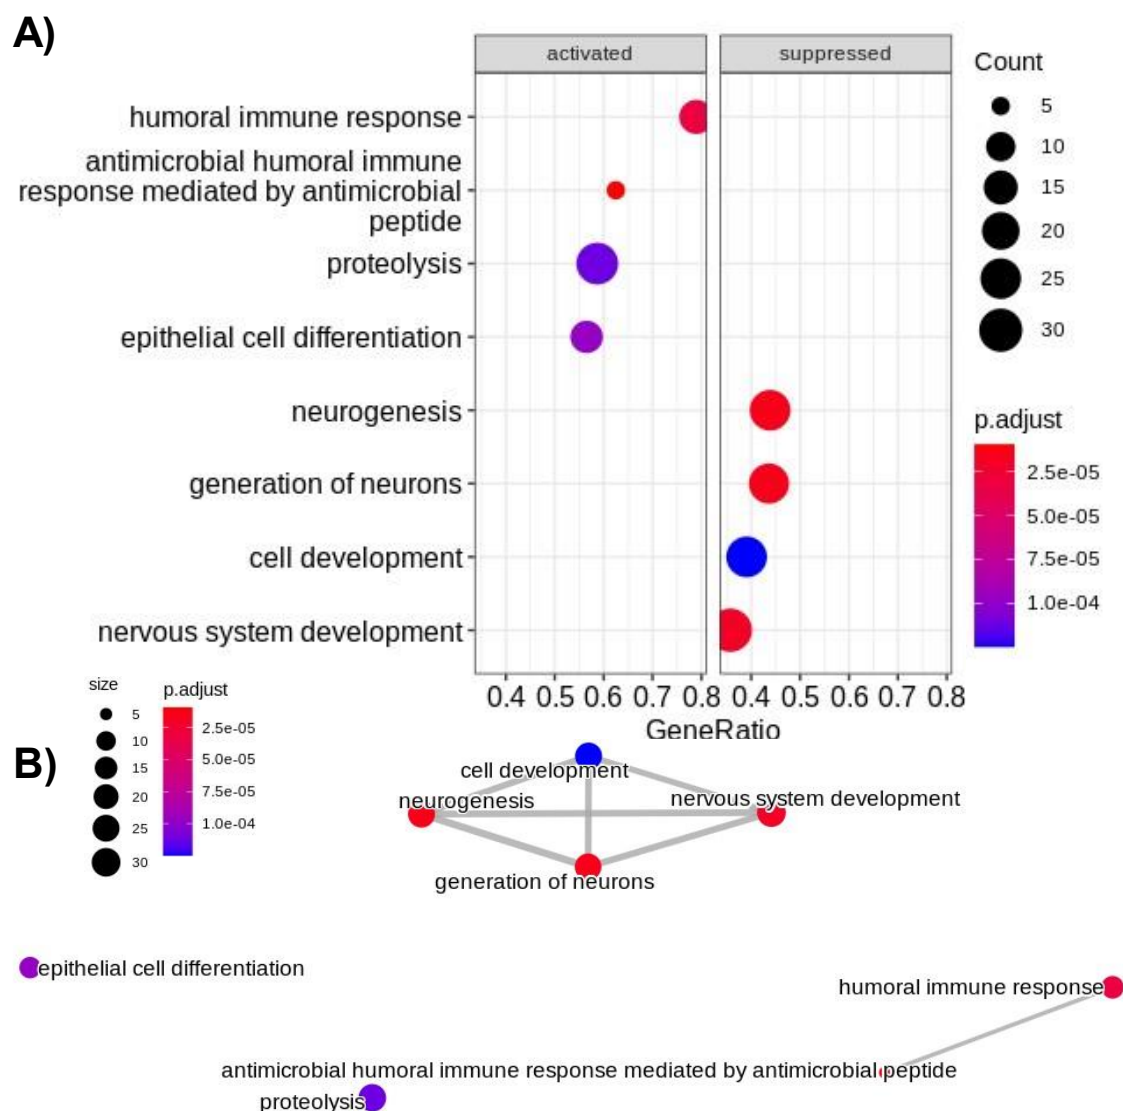 A)
activated
suppressed
humoral immune response
antimicrobial humoral immune
response mediated by antimicrobial
peptide
proteolysis
epithelial cell differentiation
neurogenesis
generation of neurons
cell development
nervous system development
0.4 0.5 0.6 0.7 0.8
0.4 0.5 0.6 0.7 0.8
GeneRatio
Count
5
10
15
20
25
30
p.adjust
2.5e-05
5.0e-05
7.5e-05
1.0e-04
B)
size
5
10
15
20
25
30
p.adjust
2.5e-05
5.0e-05
7.5e-05
1.0e-04
cell development
neurogenesis
nervous system development
generation of neurons
epithelial cell differentiation
humoral immune response
antimicrobial humoral immune response mediated by antimicrobial peptide
proteolysis